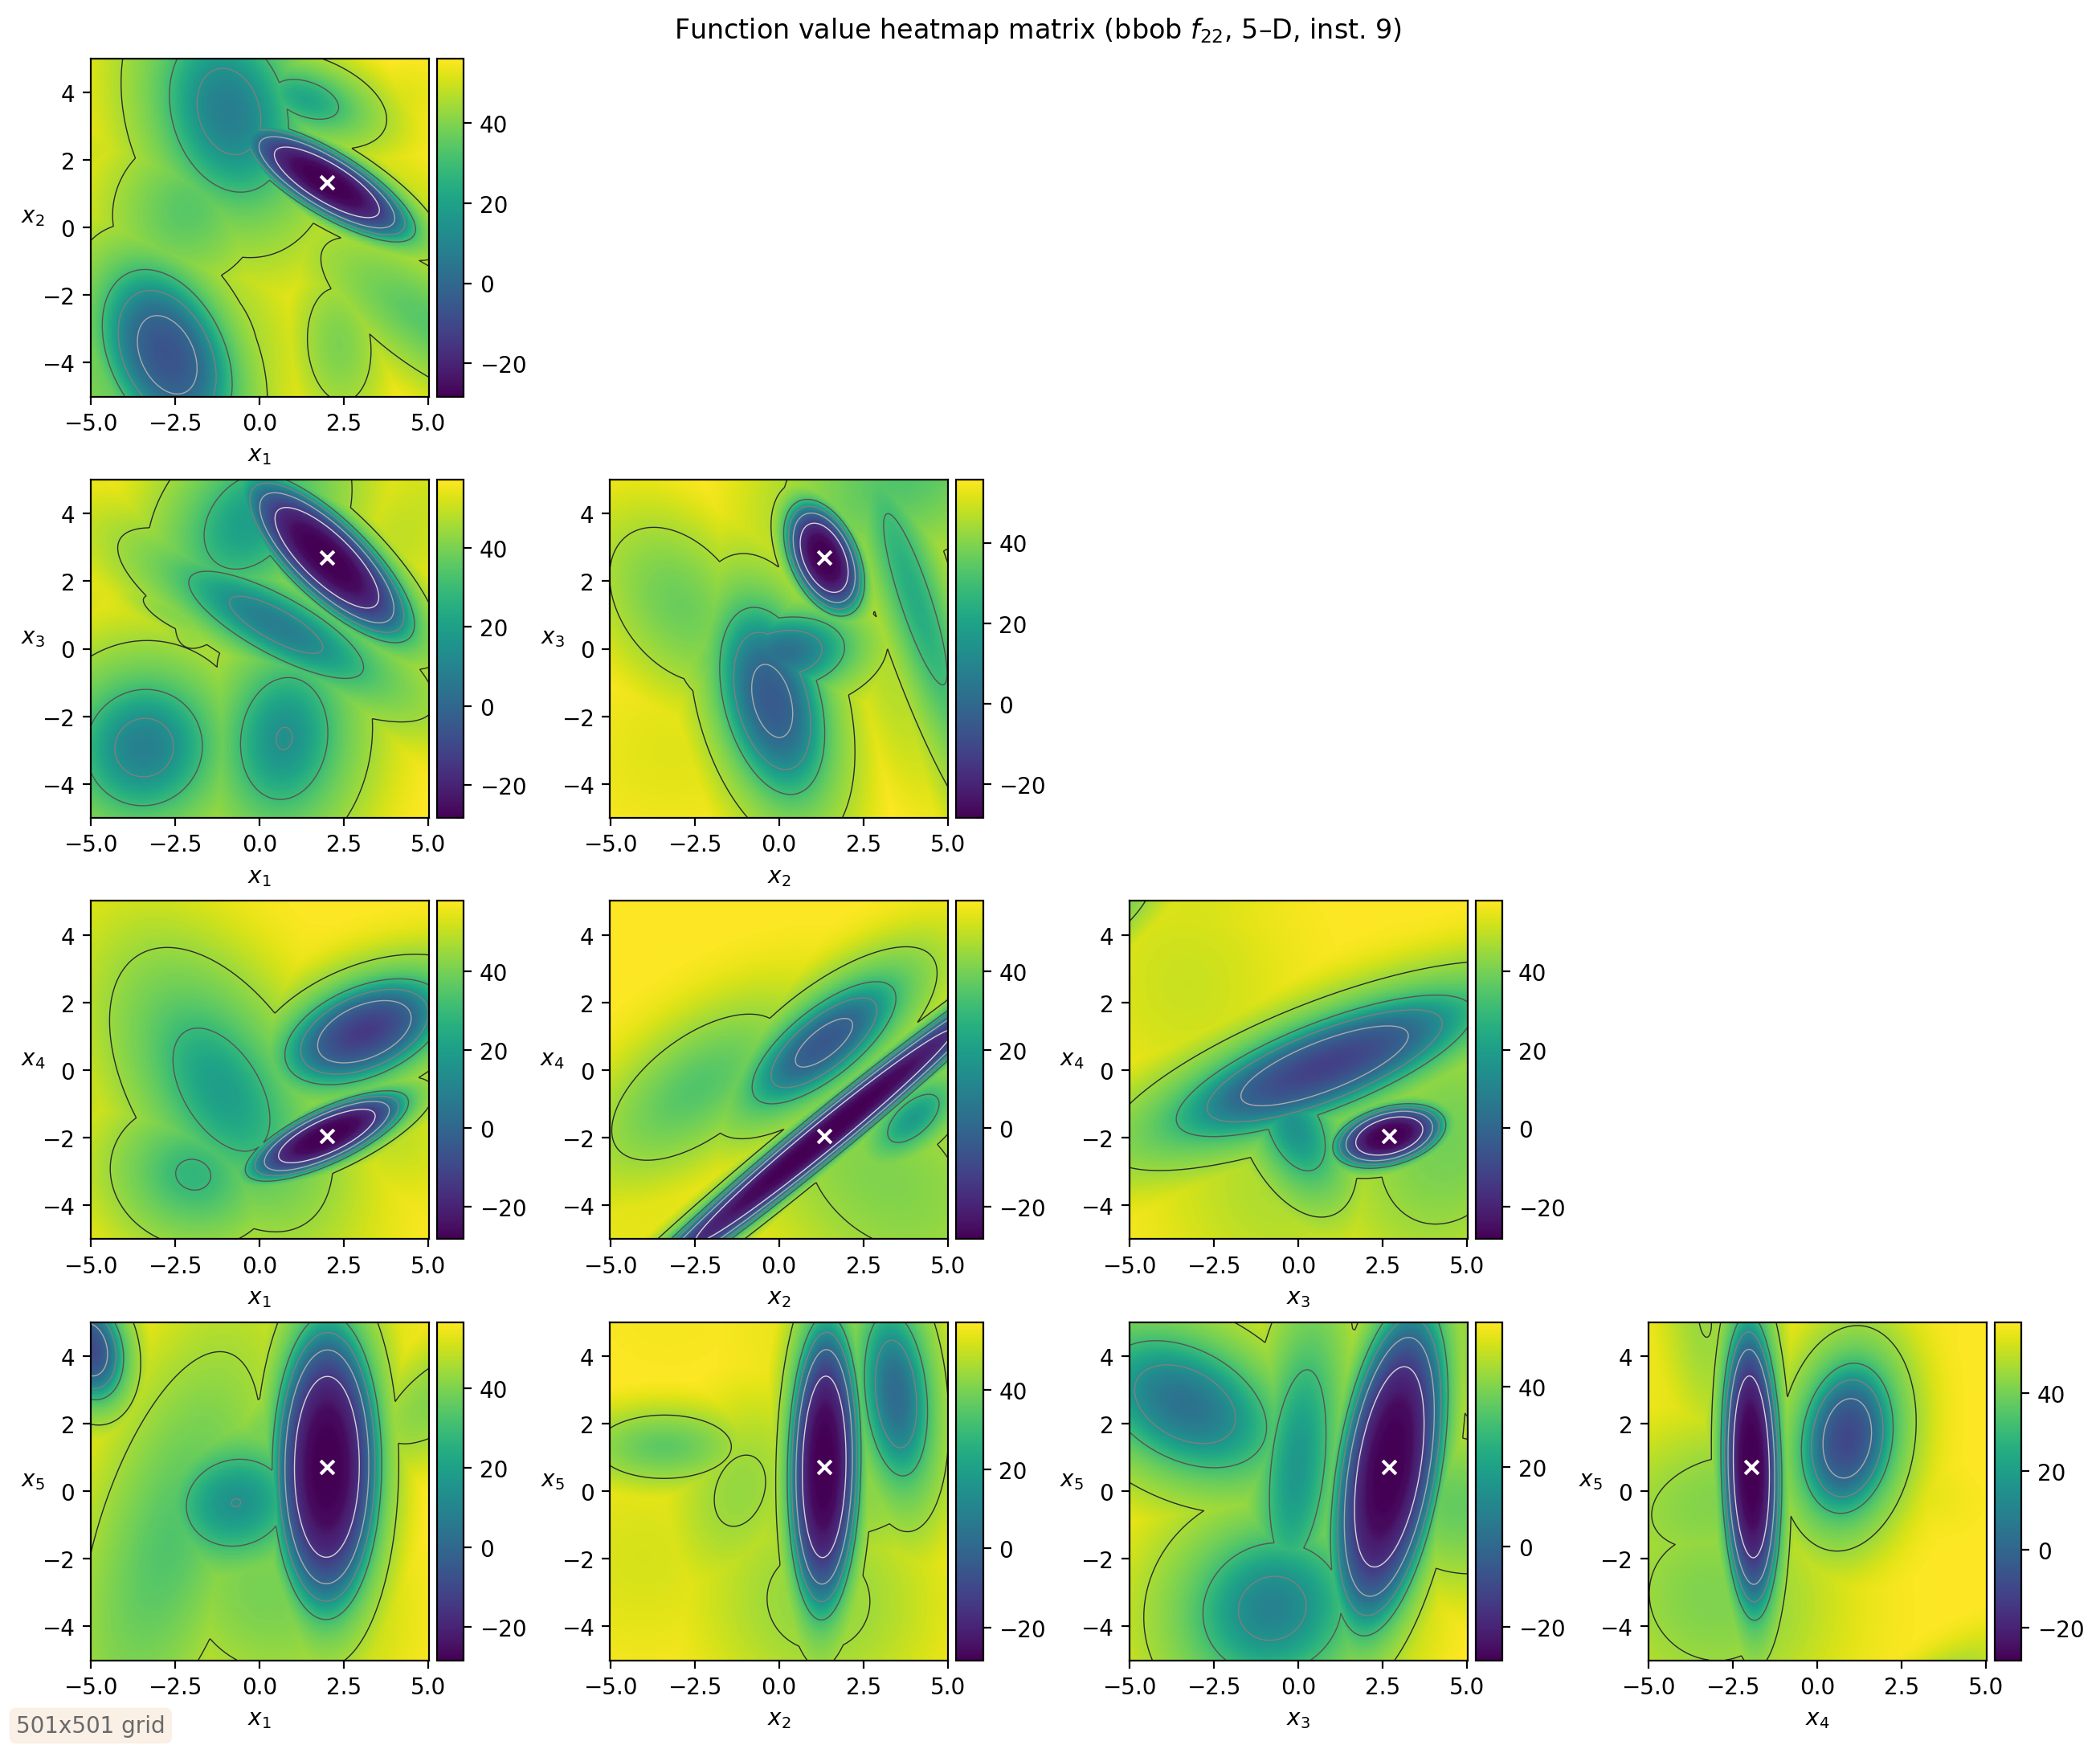 Function value heatmap matrix (bbob f₂₂, 5–D, inst. 9)
4
2
0
−2
−4
x₂
−5.0 −2.5 0.0 2.5 5.0
x₁
40
20
0
−20
4
2
0
−2
−4
x₃
−5.0 −2.5 0.0 2.5 5.0
x₁
40
20
0
−20
4
2
0
−2
−4
x₃
−5.0 −2.5 0.0 2.5 5.0
x₂
40
20
0
−20
4
2
0
−2
−4
x₄
−5.0 −2.5 0.0 2.5 5.0
x₁
40
20
0
−20
4
2
0
−2
−4
x₄
−5.0 −2.5 0.0 2.5 5.0
x₂
40
20
0
−20
4
2
0
−2
−4
x₄
−5.0 −2.5 0.0 2.5 5.0
x₃
40
20
0
−20
4
2
0
−2
−4
x₅
−5.0 −2.5 0.0 2.5 5.0
x₁
40
20
0
−20
4
2
0
−2
−4
x₅
−5.0 −2.5 0.0 2.5 5.0
x₂
40
20
0
−20
4
2
0
−2
−4
x₅
−5.0 −2.5 0.0 2.5 5.0
x₃
40
20
0
−20
4
2
0
−2
−4
x₅
−5.0 −2.5 0.0 2.5 5.0
x₄
40
20
0
−20
501x501 grid